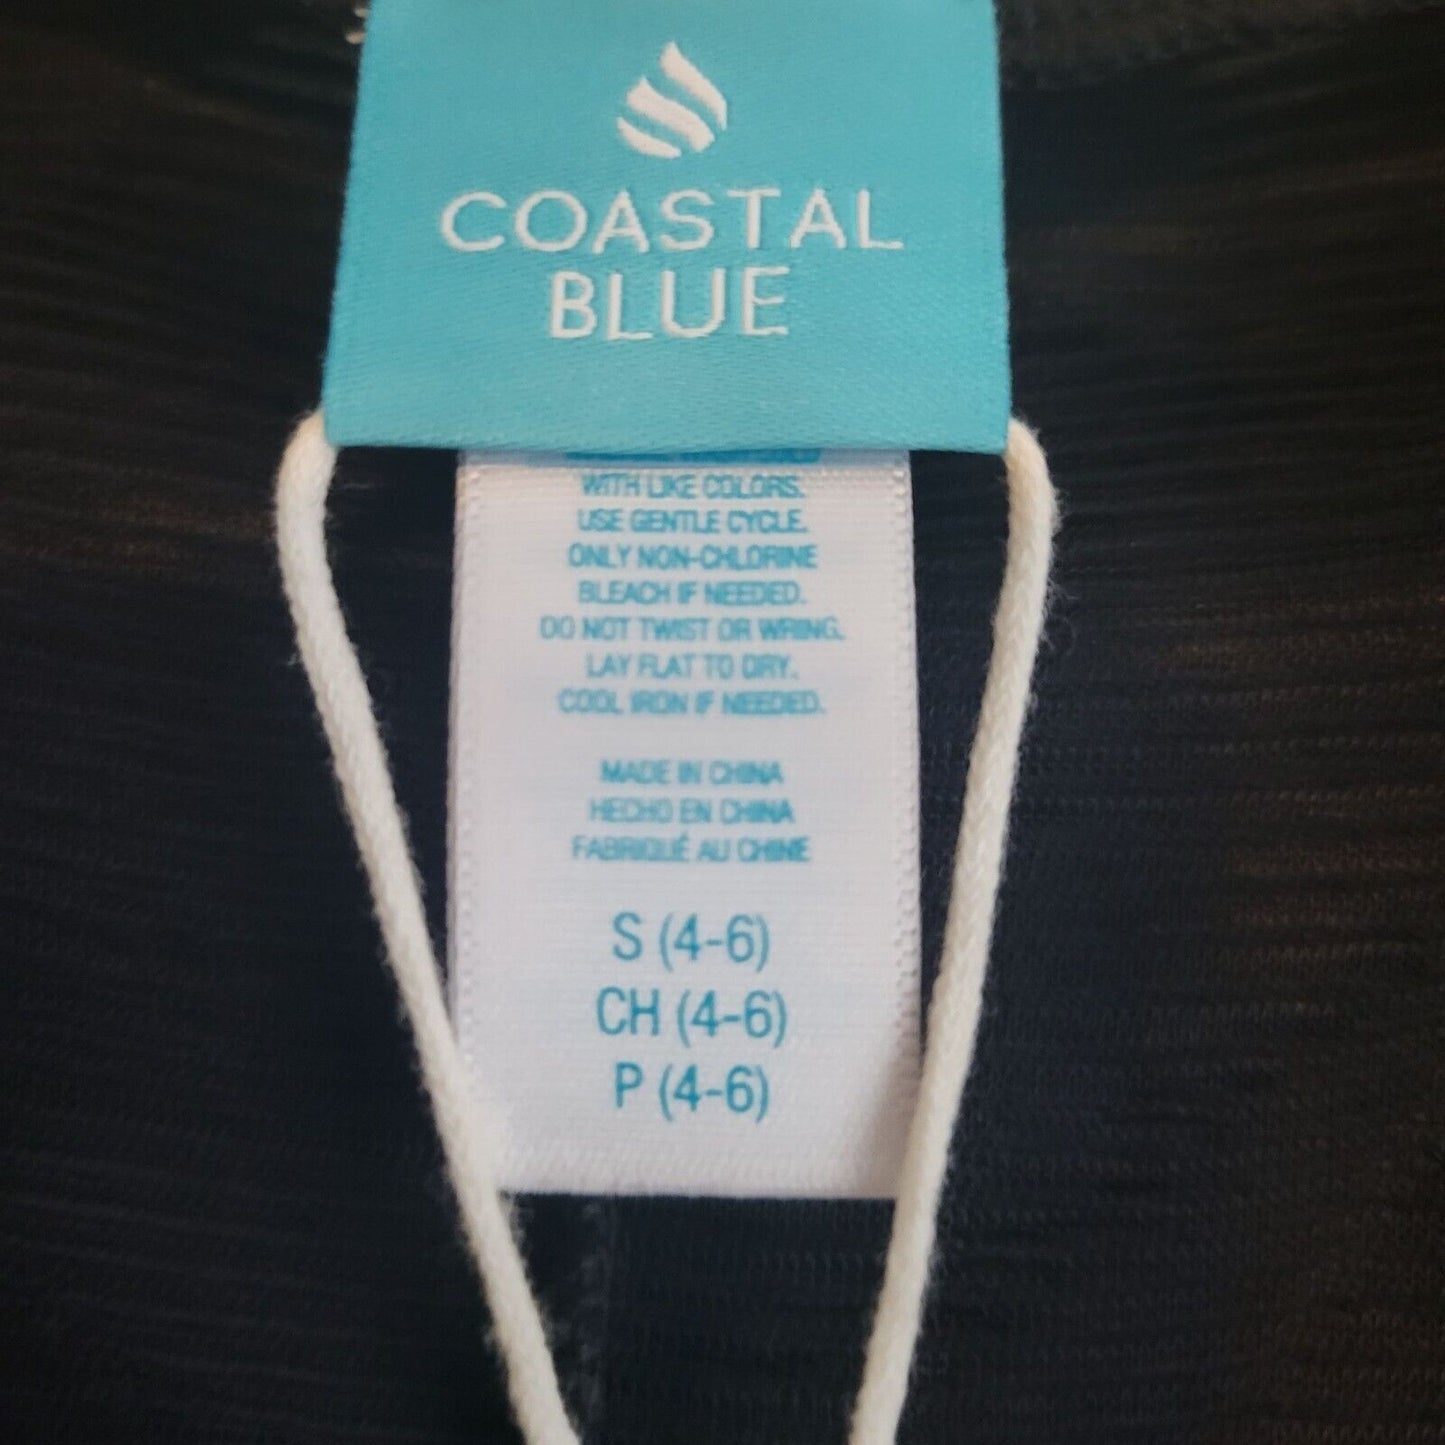 COASTAL
BLUE
WITH LIKE COLORS.
USE GENTLE CYCLE.
ONLY NON-CHLORINE
BLEACH IF NEEDED.
DO NOT TWIST OR WRING.
LAY FLAT TO DRY.
COOL IRON IF NEEDED.
MADE IN CHINA
HECHO EN CHINA
FABRIQUÉ AU CHINE
S (4-6)
CH (4-6)
P (4-6)